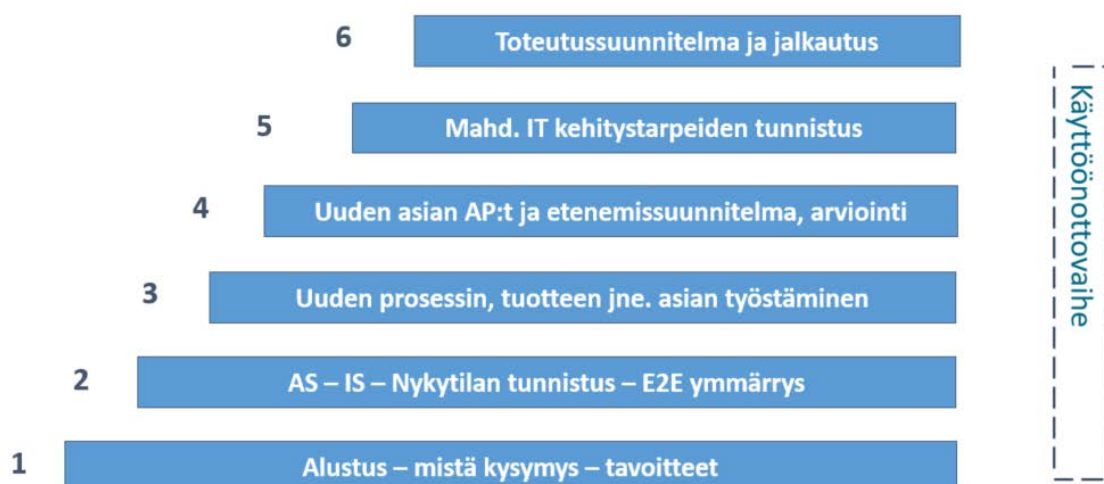 6
Toteutussuunnitelma ja jalkautus
5
Mahd. IT kehitystarpeiden tunnistus
4
Uuden asian AP:t ja etenemissuunnitelma, arviointi
3
Uuden prosessin, tuotteen jne. asian työstäminen
2
AS – IS – Nykytilan tunnistus – E2E ymmärrys
1
Alustus – mistä kysymys – tavoitteet
Käyttöönottovaihe